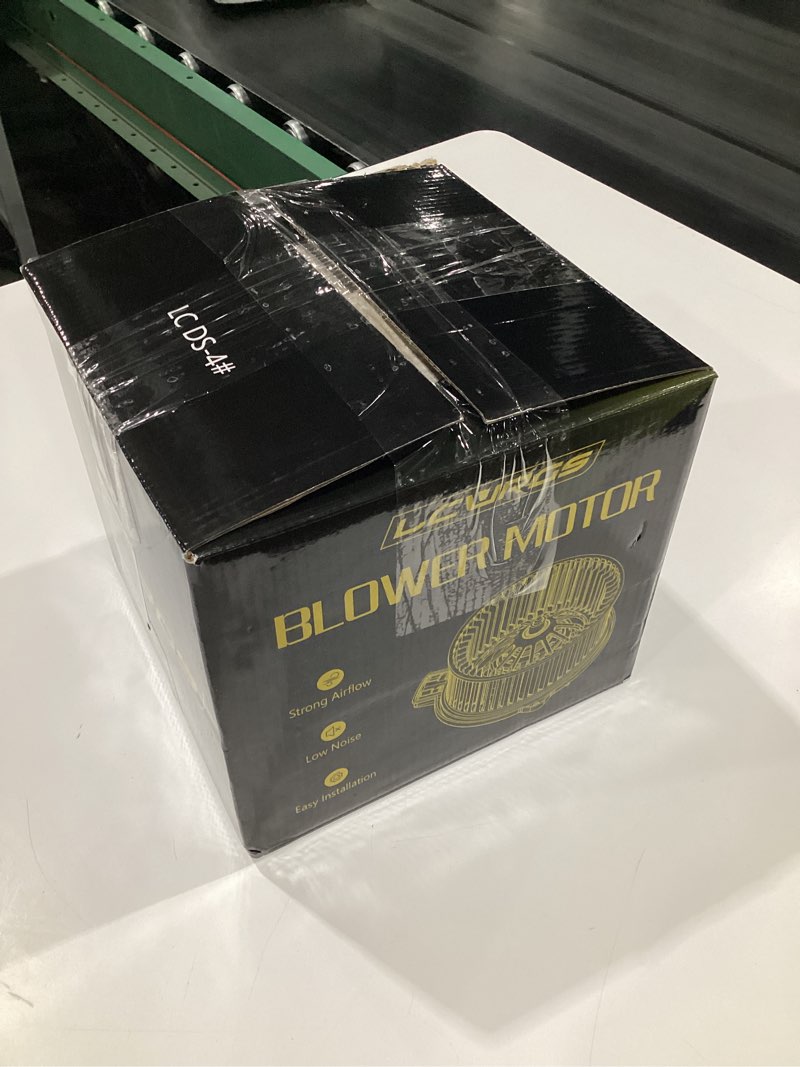 LC DS-4#
BLOWER MOTOR
Strong Airflow
Low Noise
Easy Installation